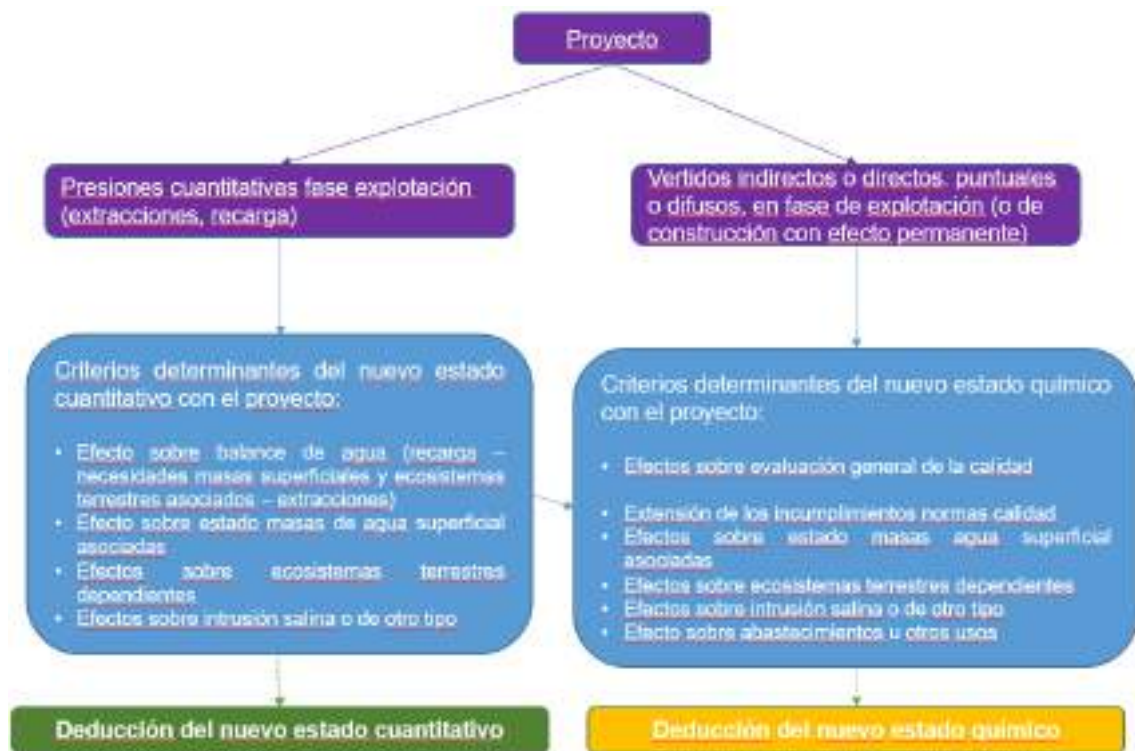 Proyecto
Presiones cuantitativas fase explotación
(extracciones, recarga)
Vertidos indirectos o directos. puntuales
o difusos, en fase de explotación (o de
construcción con efecto permanente)
Criterios determantes del nuevo estado
cuantitativo con el proyecto:
• Efecto sobre balance de agua (recarga –
necesidades masas superficiales y ecosistemas
terrestres asociados – extracciones)
• Efecto sobre estado masas de agua superficial
asociadas
• Efectos sobre ecosistemas terrestres
dependientes
• Efectos sobre intrusión salina o de otro tipo
Criterios determinantes del nuevo estado químico
con el proyecto:
• Efectos sobre evaluación general de la calidad
• Extensión de los incumplimientos normas calidad
• Efectos sobre estado masas agua superficial
asociadas
• Efectos sobre ecosistemas terrestres dependientes
• Efectos sobre intrusión salina o de otro tipo
• Efecto sobre abastecimientos u otros usos
Deducción del nuevo estado cuantitativo
Deducción del nuevo estado químico